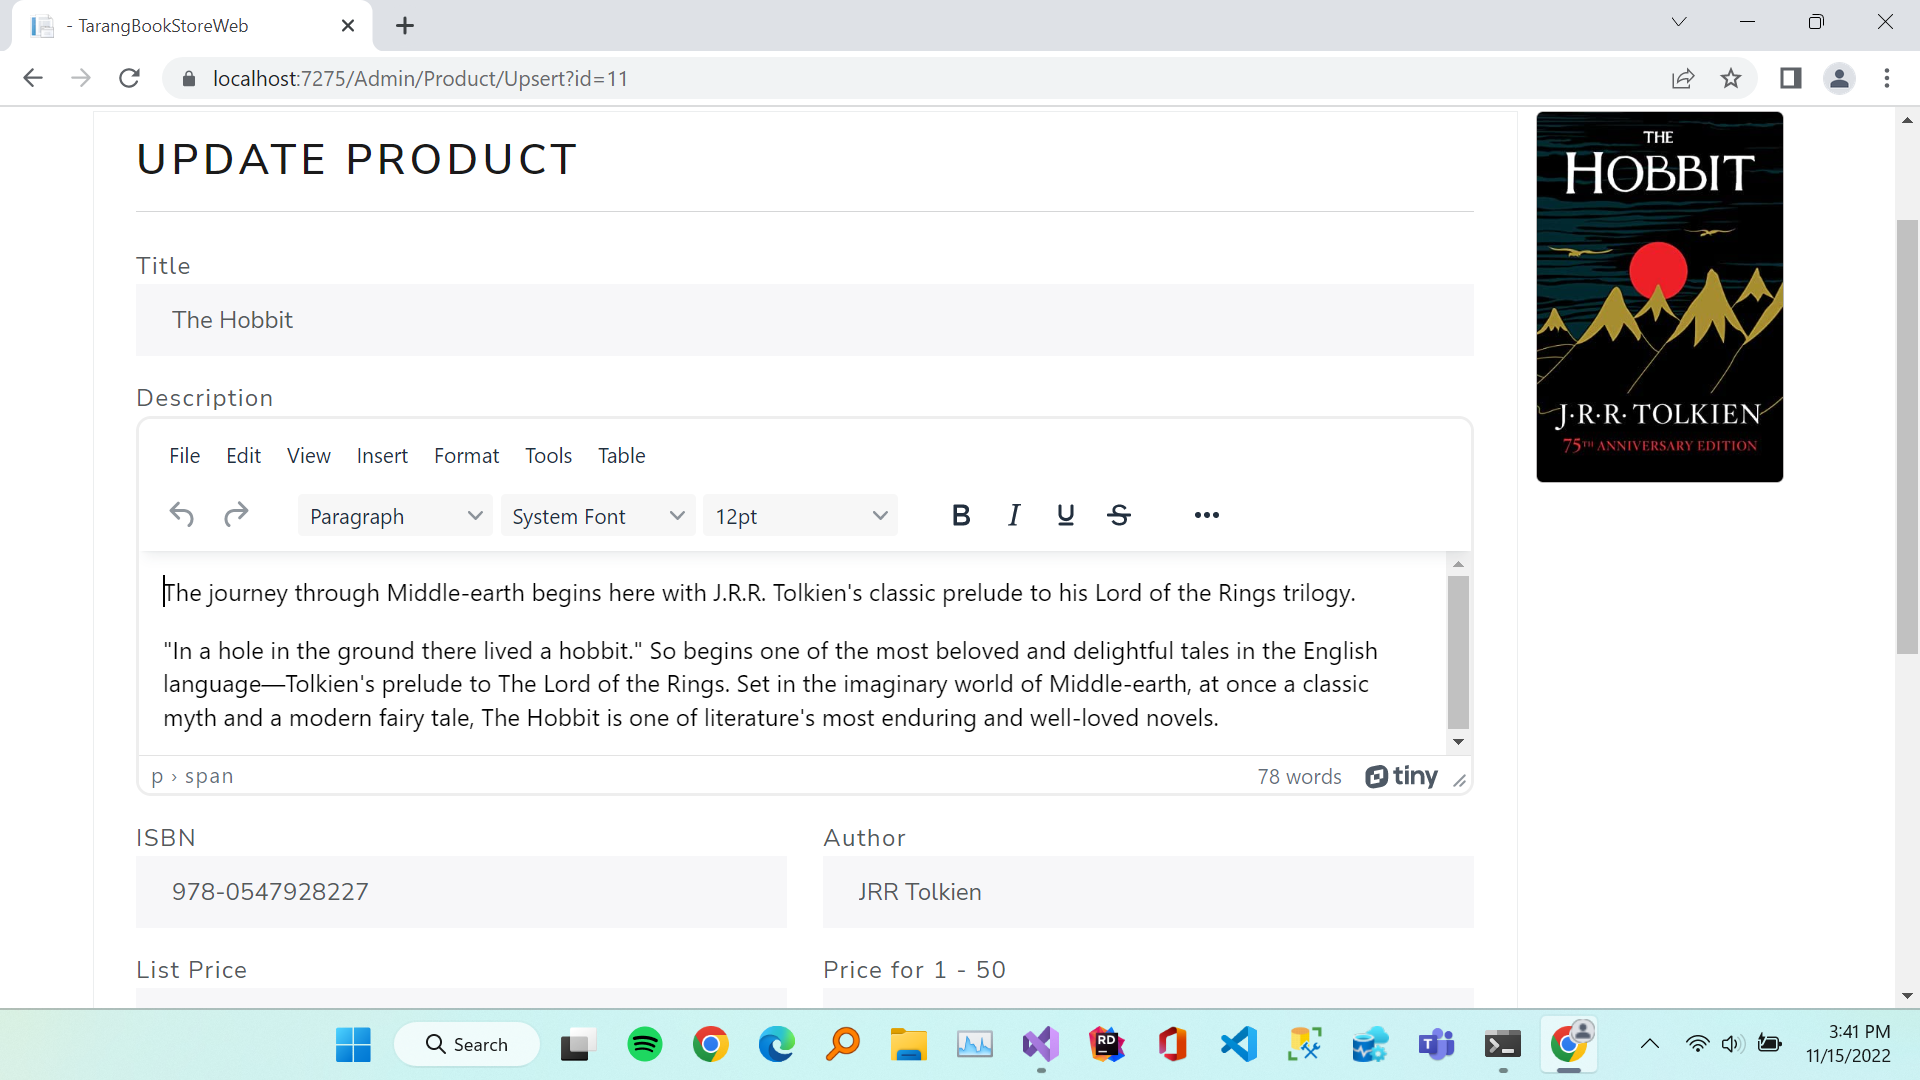 - TarangBookStoreWeb
localhost:7275/Admin/Product/Upsert?id=11
UPDATE PRODUCT
Title
The Hobbit
Description
File Edit View Insert Format Tools Table
Paragraph System Font 12pt B I U S
The journey through Middle-earth begins here with J.R.R. Tolkien's classic prelude to his Lord of the Rings trilogy.
"In a hole in the ground there lived a hobbit." So begins one of the most beloved and delightful tales in the English
language—Tolkien's prelude to The Lord of the Rings. Set in the imaginary world of Middle-earth, at once a classic
myth and a modern fairy tale, The Hobbit is one of literature's most enduring and well-loved novels.
p › span
78 words tiny
ISBN
978-0547928227
Author
JRR Tolkien
List Price
Price for 1 - 50
THE
HOBBIT
J·R·R·TOLKIEN
75TH ANNIVERSARY EDITION
Search
RD
3:41 PM
11/15/2022